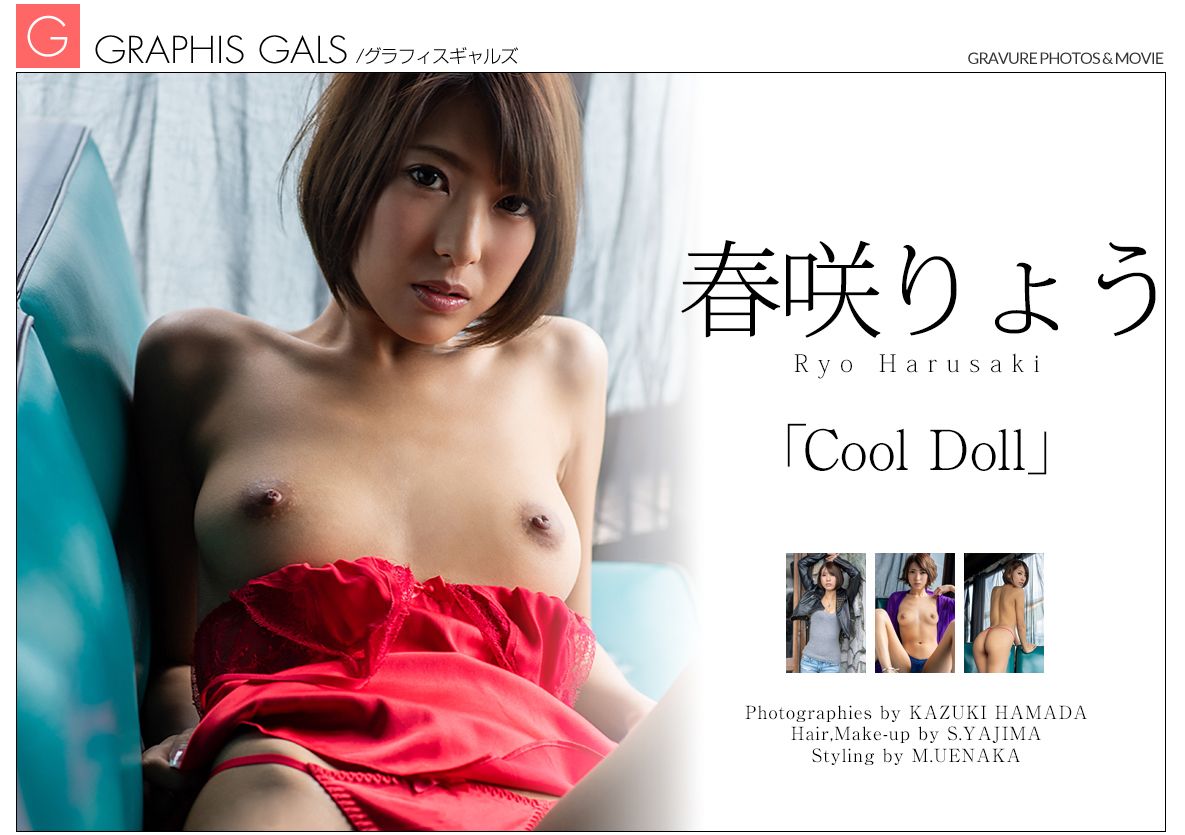 G
GRAPHIS GALS /グラフィスギャルズ
GRAVURE PHOTOS & MOVIE
春咲りょう
Ryo Harusaki
「Cool Doll」
Photographies by KAZUKI HAMADA
Hair,Make-up by S.YAJIMA
Styling by M.UENAKA